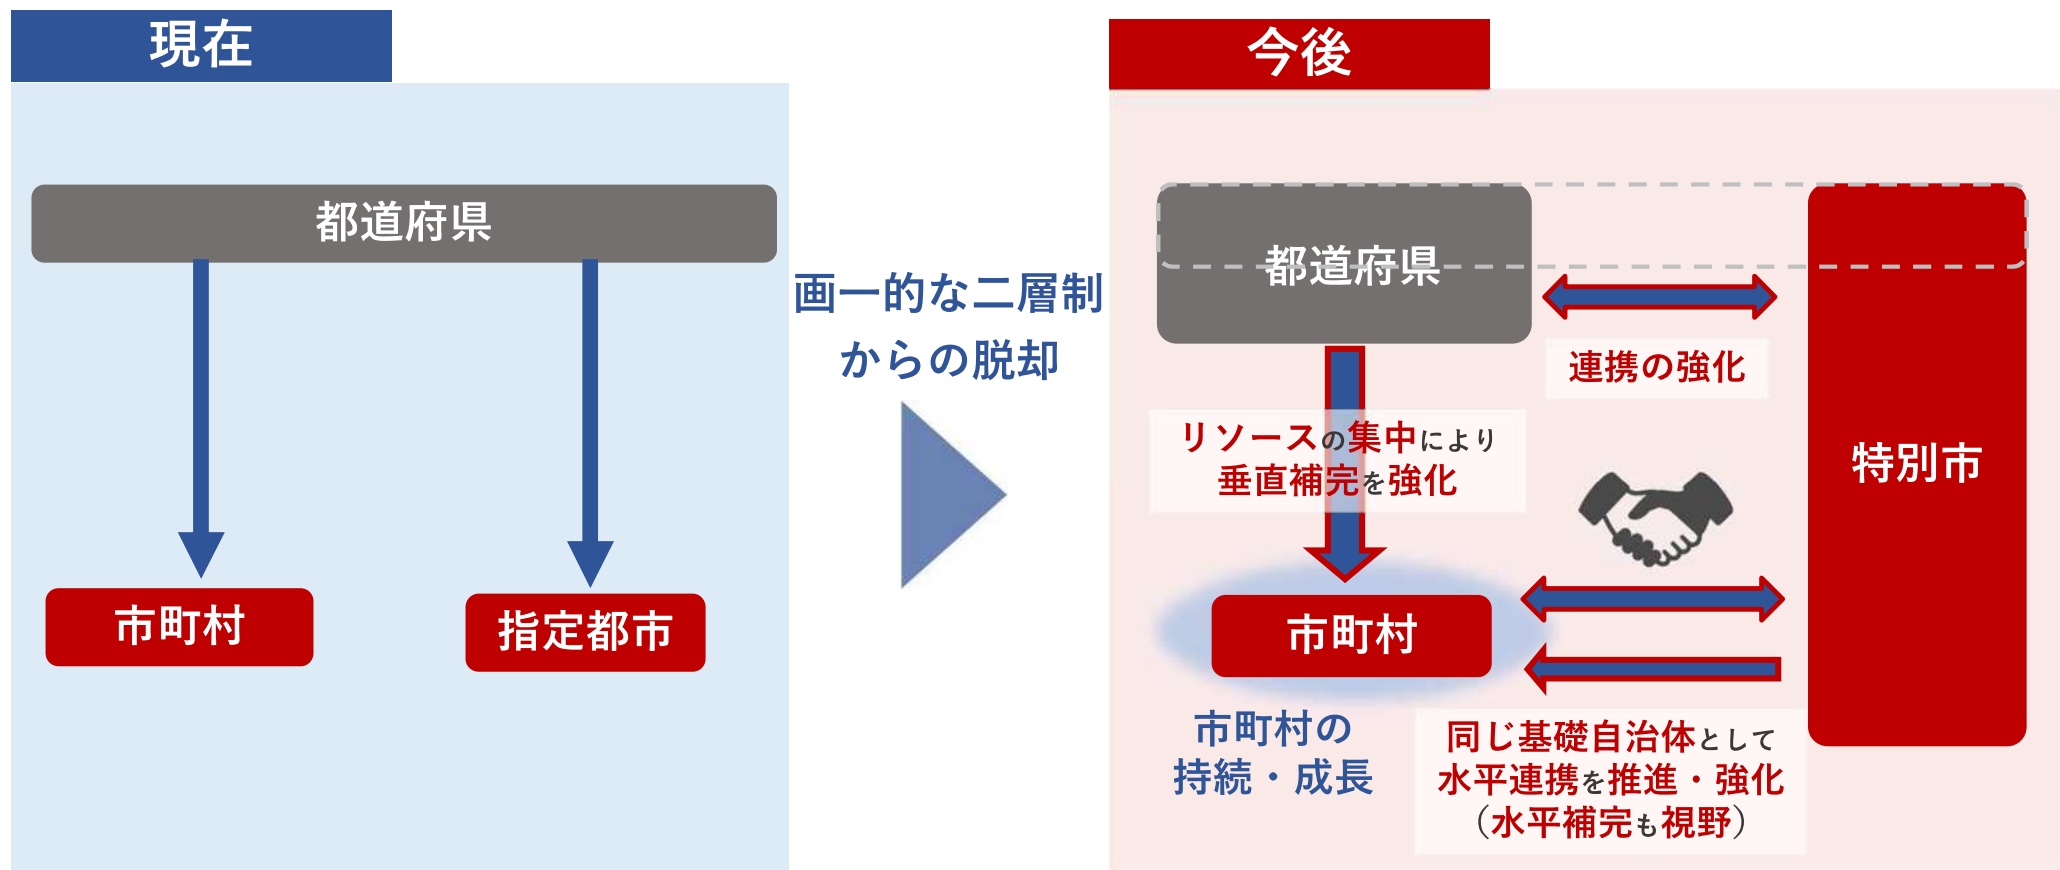 現在
都道府県
市町村
指定都市
画一的な二層制
からの脱却
今後
都道府県
特別市
連携の強化
リソースの集中により
垂直補完を強化
市町村
市町村の
持続・成長
同じ基礎自治体として
水平連携を推進・強化
（水平補完も視野）